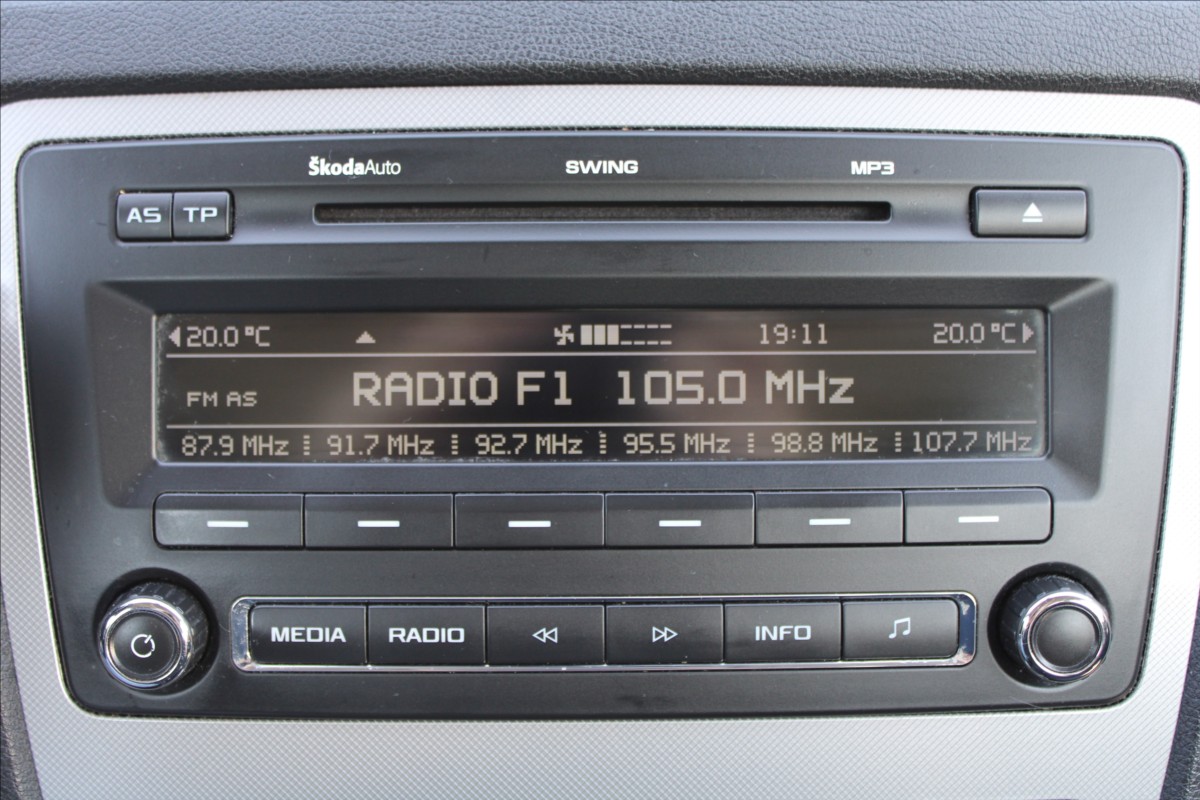 ŠkodaAuto SWING MP3
AS TP
20.0 °C 19:11 20.0 °C
FM AS RADIO F1 105.0 MHz
87.9 MHz 91.7 MHz 92.7 MHz 95.5 MHz 98.8 MHz 107.7 MHz
MEDIA RADIO INFO